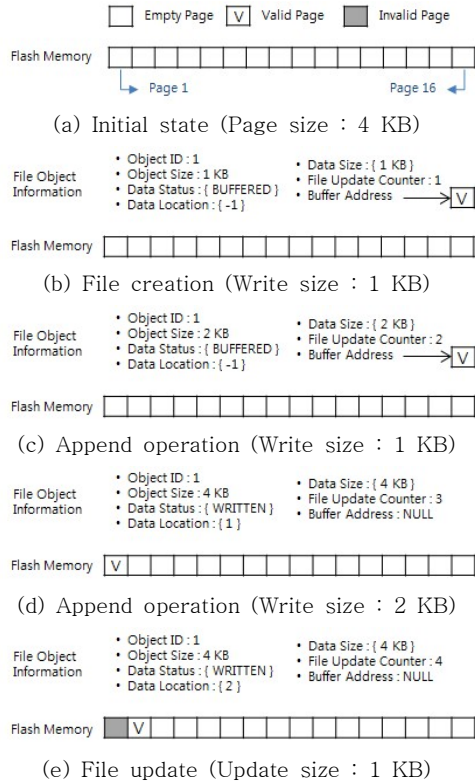 Empty Page V Valid Page Invalid Page
Flash Memory
Page 1 Page 16
(a) Initial state (Page size : 4 KB)
File Object Information
• Object ID : 1
• Object Size : 1 KB
• Data Status : { BUFFERED }
• Data Location : { -1 }
• Data Size : { 1 KB }
• File Update Counter : 1
• Buffer Address V
Flash Memory
(b) File creation (Write size : 1 KB)
File Object Information
• Object ID : 1
• Object Size : 2 KB
• Data Status : { BUFFERED }
• Data Location : { -1 }
• Data Size : { 2 KB }
• File Update Counter : 2
• Buffer Address V
Flash Memory
(c) Append operation (Write size : 1 KB)
File Object Information
• Object ID : 1
• Object Size : 4 KB
• Data Status : { WRITTEN }
• Data Location : { 1 }
• Data Size : { 4 KB }
• File Update Counter : 3
• Buffer Address : NULL
Flash Memory V
(d) Append operation (Write size : 2 KB)
File Object Information
• Object ID : 1
• Object Size : 4 KB
• Data Status : { WRITTEN }
• Data Location : { 2 }
• Data Size : { 4 KB }
• File Update Counter : 4
• Buffer Address : NULL
Flash Memory V
(e) File update (Update size : 1 KB)